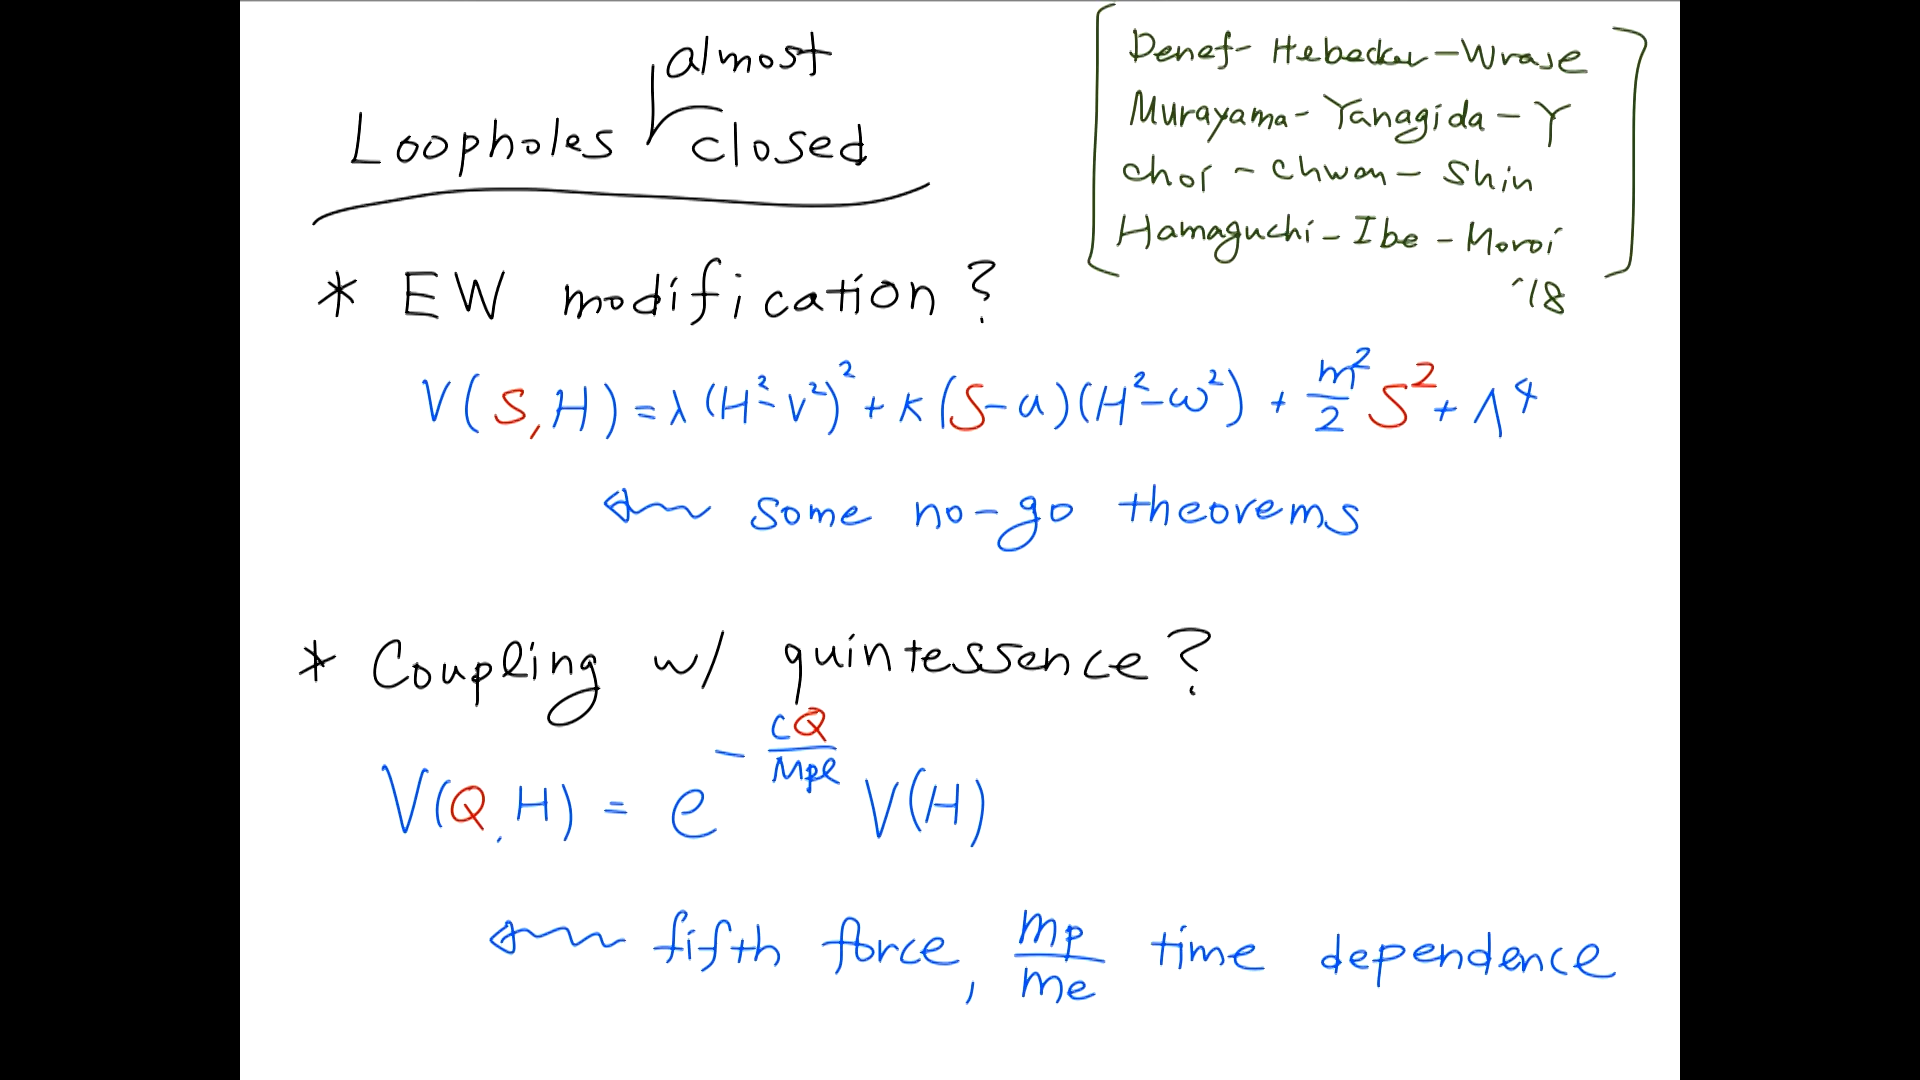 Loopholes almost closed
[Denef - Hebecker - Wrase
Murayama - Yanagida - Y
Choi - Chway - Shin
Hamaguchi - Ibe - Moroi]
'18
* EW modification?
V(S, H) = λ(H² - v²)² + κ(S - u)(H² - ω²) + m²/2 S² + Λ⁴
some no-go theorems
* Coupling w/ quintessence?
V(Q, H) = e^{-cQ/Mpl} V(H)
fifth force, mp/me time dependence